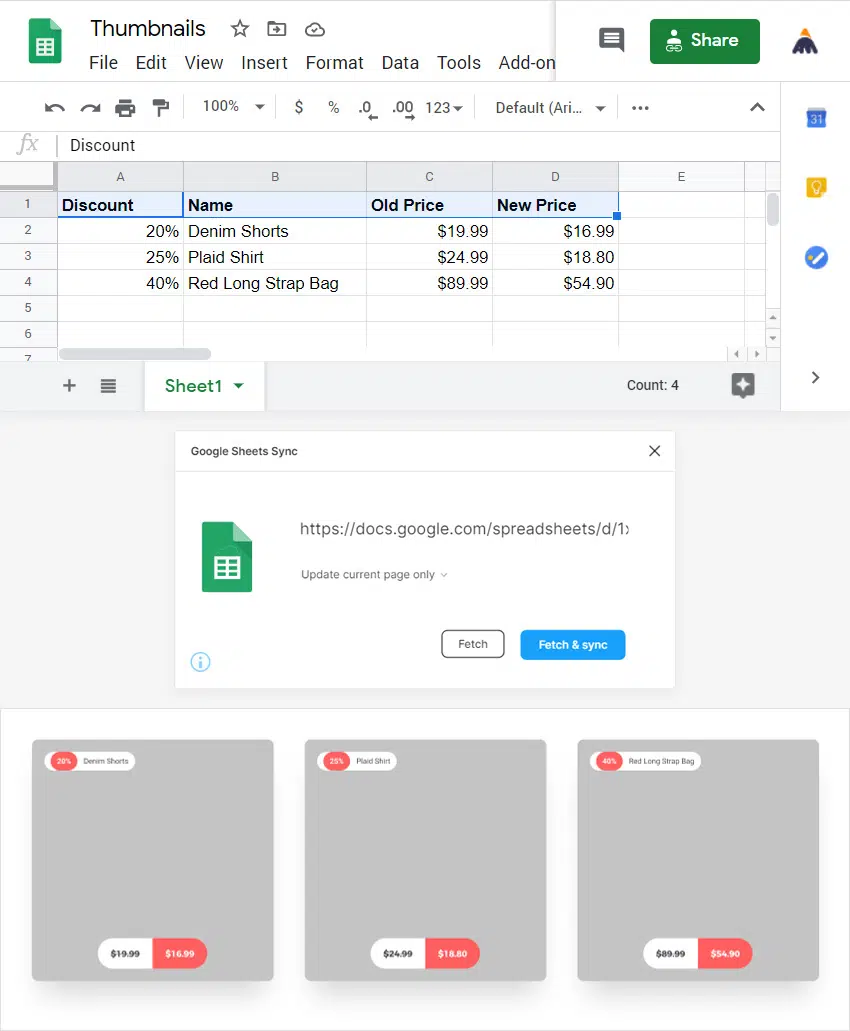 Thumbnails
File Edit View Insert Format Data Tools Add-on
Share
100% $ % .0 .00 123 Default (Ari... ...
31
fx Discount
A B C D E
1 Discount Name Old Price New Price
2 20% Denim Shorts $19.99 $16.99
3 25% Plaid Shirt $24.99 $18.80
4 40% Red Long Strap Bag $89.99 $54.90
5
6
7
+ Sheet1 Count: 4
Google Sheets Sync
https://docs.google.com/spreadsheets/d/1
Update current page only
Fetch Fetch & sync
20% Denim Shorts 25% Plaid Shirt 40% Red Long Strap Bag
$19.99 $16.99 $24.99 $18.80 $89.99 $54.90